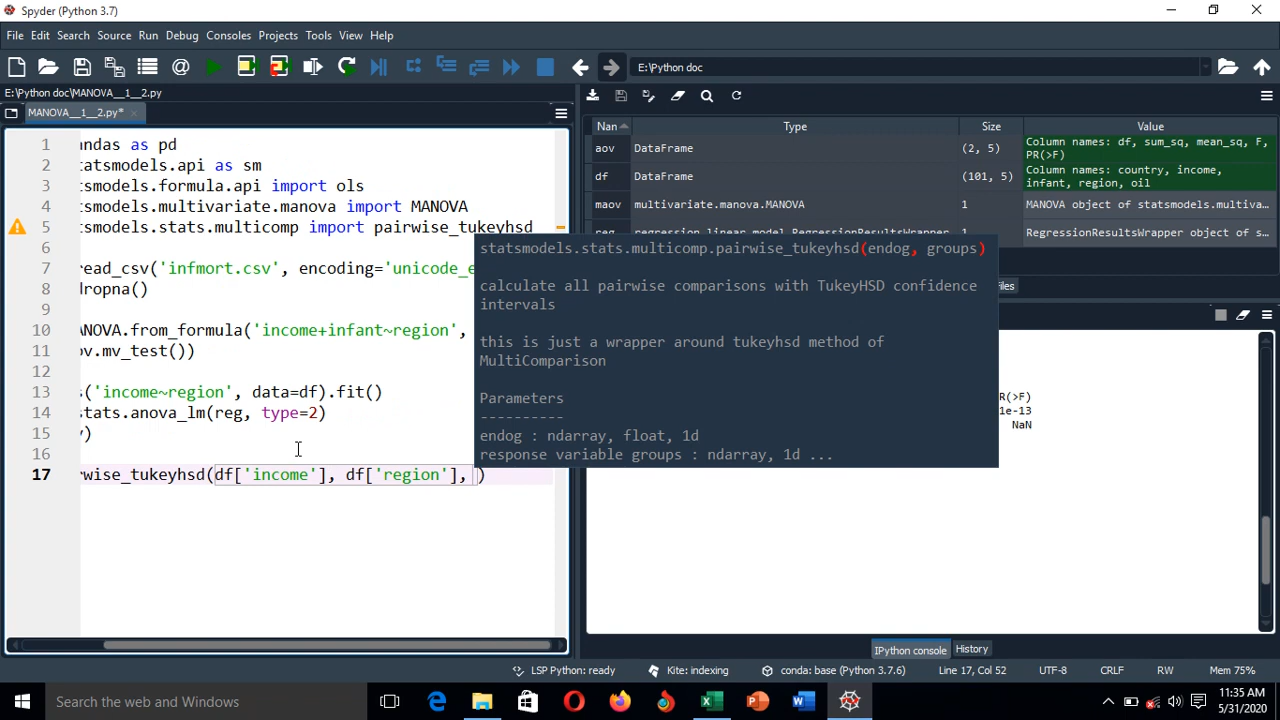 Spyder (Python 3.7)
File Edit Search Source Run Debug Consoles Projects Tools View Help
E:\Python doc
E:\Python doc\MANOVA__1__2.py
MANOVA__1__2.py*
1 ndas as pd
2 atsmodels.api as sm
3 tsmodels.formula.api import ols
4 tsmodels.multivariate.manova import MANOVA
5 tsmodels.stats.multicomp import pairwise_tukeyhsd
6
7 read_csv('infmort.csv', encoding='unicode_e
8 dropna()
9
10 ANOVA.from_formula('income+infant~region',
11 ov.mv_test())
12
13 s('income~region', data=df).fit()
14 stats.anova_lm(reg, type=2)
15 v)
16
17 rwise_tukeyhsd(df['income'], df['region'], )
statsmodels.stats.multicomp.pairwise_tukeyhsd(endog, groups)
calculate all pairwise comparisons with TukeyHSD confidence
intervals
this is just a wrapper around tukeyhsd method of
MultiComparison
Parameters
----------
endog : ndarray, float, 1d
response variable groups : ndarray, 1d ...
Nan Type Size Value
aov DataFrame (2, 5) Column names: df, sum_sq, mean_sq, F,
PR(>F)
df DataFrame (101, 5) Column names: country, income,
infant, region, oil
maov multivariate.manova.MANOVA 1 MANOVA object of statsmodels.multiva...
reg regression.linear_model.RegressionResultsWrapper 1 RegressionResultsWrapper object of s...
Files
PR(>F)
1e-13
NaN
IPython console History
LSP Python: ready Kite: indexing conda: base (Python 3.7.6) Line 17, Col 52 UTF-8 CRLF RW Mem 75%
Search the web and Windows
11:35 AM
5/31/2020